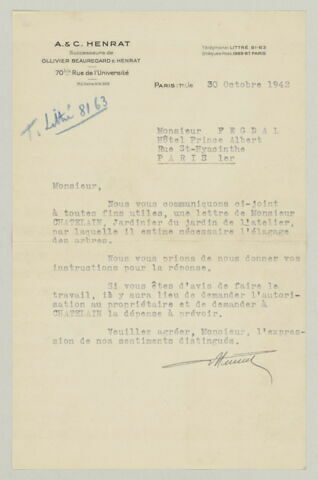 A. & C. HENRAT
Successeurs de
OLLIVIER BEAUREGARD & HENRAT
70bis Rue de l'Université
Téléphone: LITTRÉ 81-63
PARIS (VIIe) 30 Octobre 1942
T. Littré 81 63
Monsieur FEGDAL
Hôtel Prince Albert
Rue St-Hyacinthe
PARIS 1er
Monsieur,
Nous vous communiquons ci-joint
à toutes fins utiles, une lettre de Monsieur
CHATELAIN, Jardinier du jardin de l'atelier,
par laquelle il estime nécessaire l'élagage
des arbres.
Nous vous prions de nous donner vos
instructions pour la réponse.
Si vous êtes d'avis de faire le
travail, il y aura lieu de demander l'autori-
sation au propriétaire et de demander à
CHATELAIN la dépense à prévoir.
Veuillez agréer, Monsieur, l'expres-
sion de nos sentiments distingués.